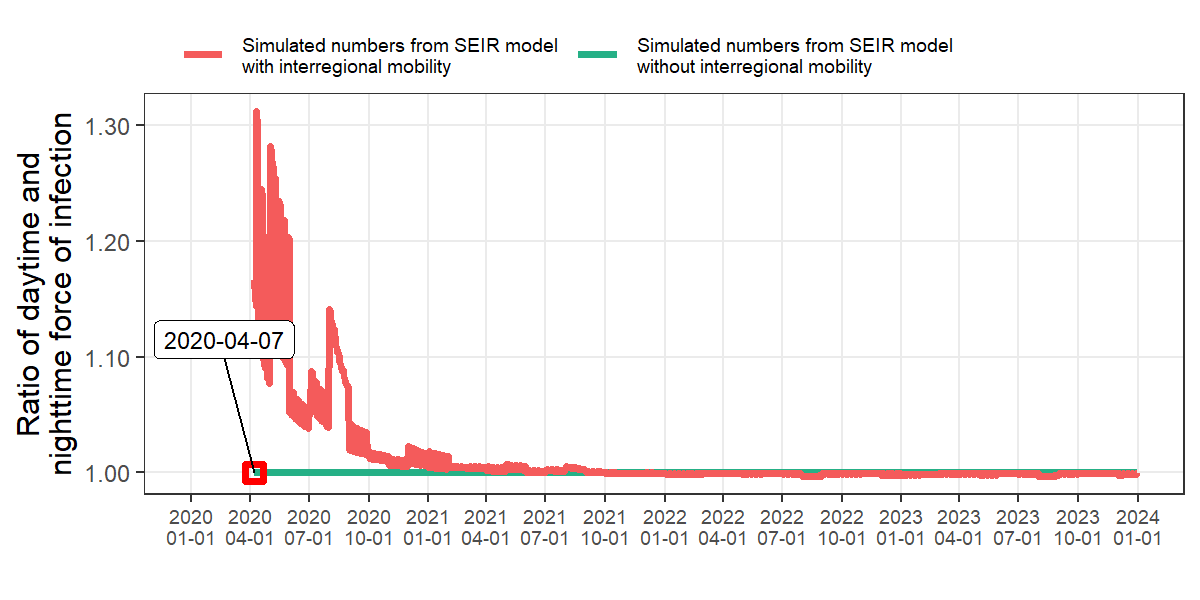 Simulated numbers from SEIR model
with interregional mobility
Simulated numbers from SEIR model
without interregional mobility
Ratio of daytime and
nighttime force of infection
1.30
1.20
1.10
1.00
2020-04-07
2020 2020 2020 2020 2021 2021 2021 2021 2022 2022 2022 2022 2023 2023 2023 2023 2024
01-01 04-01 07-01 10-01 01-01 04-01 07-01 10-01 01-01 04-01 07-01 10-01 01-01 04-01 07-01 10-01 01-01